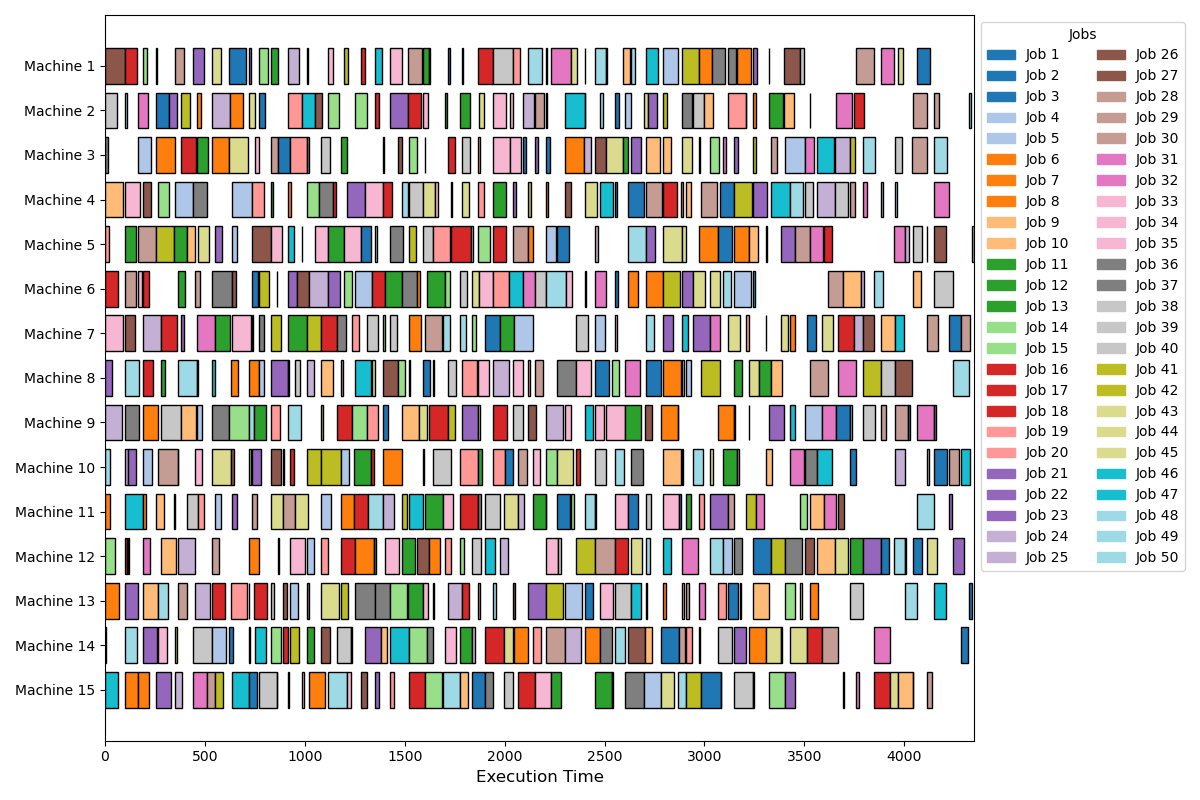 Machine 1
Machine 2
Machine 3
Machine 4
Machine 5
Machine 6
Machine 7
Machine 8
Machine 9
Machine 10
Machine 11
Machine 12
Machine 13
Machine 14
Machine 15
0 500 1000 1500 2000 2500 3000 3500 4000
Execution Time
Jobs
Job 1 Job 26
Job 2 Job 27
Job 3 Job 28
Job 4 Job 29
Job 5 Job 30
Job 6 Job 31
Job 7 Job 32
Job 8 Job 33
Job 9 Job 34
Job 10 Job 35
Job 11 Job 36
Job 12 Job 37
Job 13 Job 38
Job 14 Job 39
Job 15 Job 40
Job 16 Job 41
Job 17 Job 42
Job 18 Job 43
Job 19 Job 44
Job 20 Job 45
Job 21 Job 46
Job 22 Job 47
Job 23 Job 48
Job 24 Job 49
Job 25 Job 50